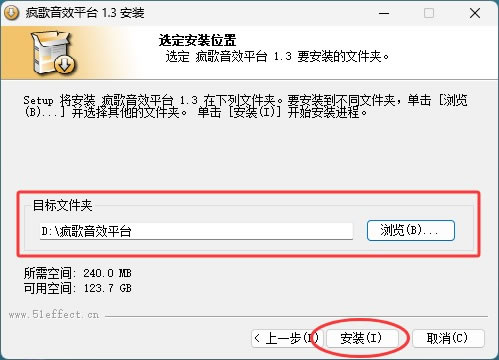 疯歌音效平台 1.3 安装
选定安装位置
选定 疯歌音效平台 1.3 要安装的文件夹。
Setup 将安装 疯歌音效平台 1.3 在下列文件夹。要安装到不同文件夹，单击 [浏览
(B)...] 并选择其他的文件夹。 单击 [安装(I)] 开始安装进程。
目标文件夹
D:\疯歌音效平台
浏览(B)...
所需空间: 240.0 MB
可用空间: 123.7 GB
www.51effect.cn
< 上一步(P)
安装(I)
取消(C)